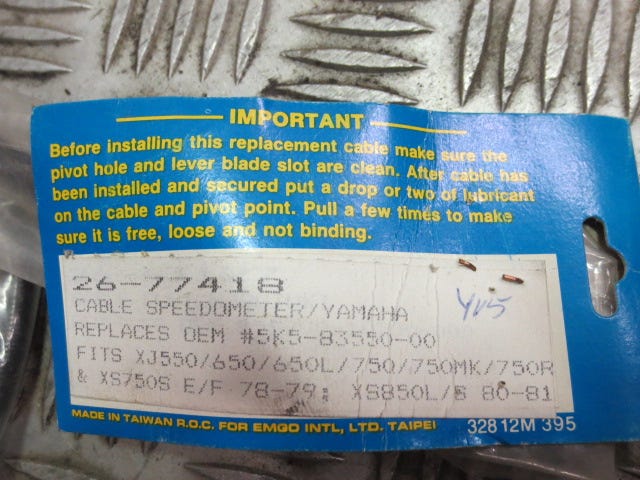 IMPORTANT
Before installing this replacement cable make sure the
pivot hole and lever blade slot are clean. After cable has
been installed and secured put a drop or two of lubricant
on the cable and pivot point. Pull a few times to make
sure it is free, loose and not binding.
26-77418
CABLE SPEEDOMETER/YAMAHA
REPLACES OEM #5K5-83550-00
FITS XJ550/650/650L/750/750MK/750R
& XS750S E/F 78-79; XS850L/S 80-81
MADE IN TAIWAN R.O.C. FOR EMGO INTL, LTD. TAIPEI
328 12M 395